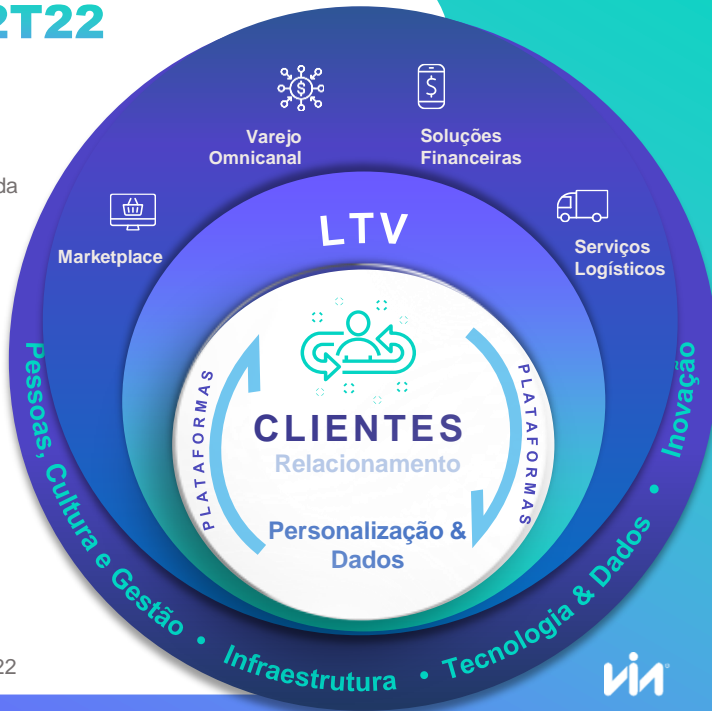 2T22
Varejo
Omnicanal
Soluções
Financeiras
da
Marketplace
LTV
Serviços
Logísticos
PLATAFORMAS
CLIENTES
Relacionamento
Personalização &
Dados
PLATAFORMAS
Pessoas, Cultura e Gestão • Infraestrutura • Tecnologia & Dados • Inovação
22
via